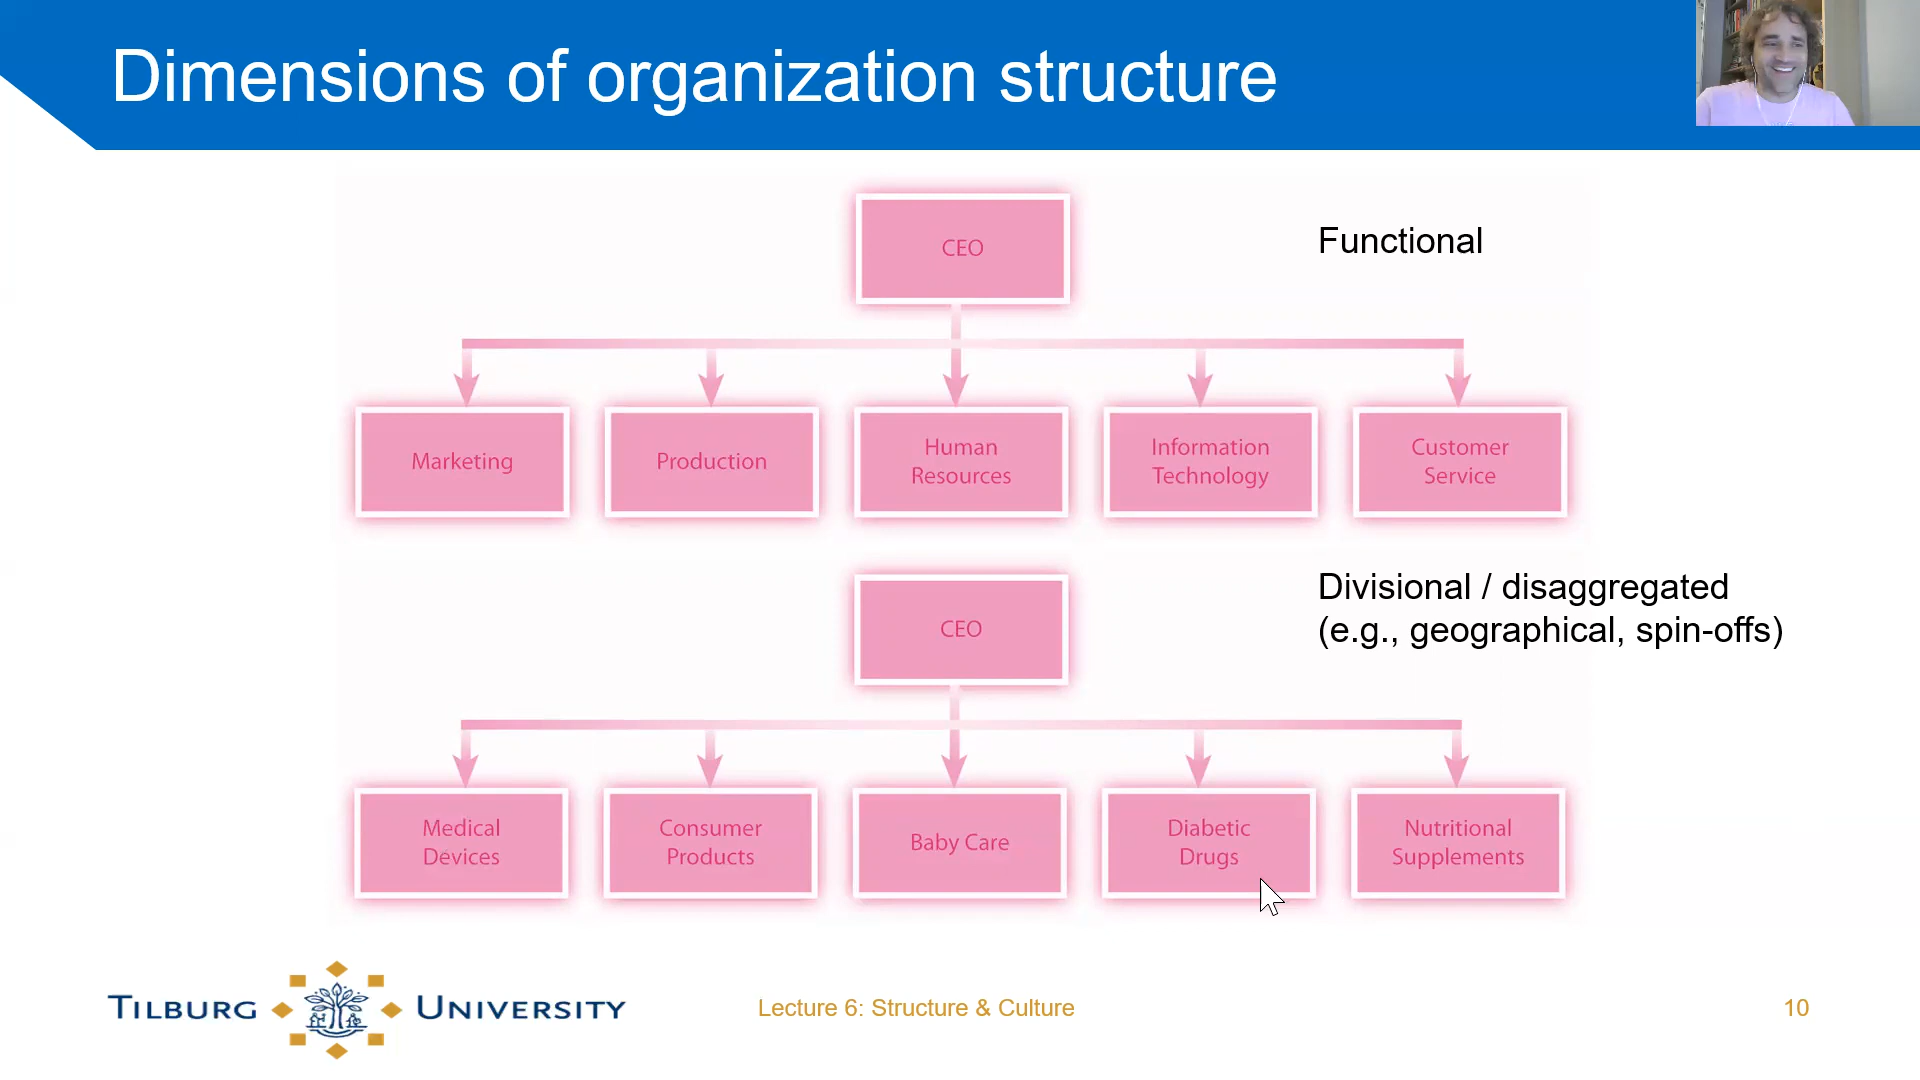 Dimensions of organization structure
CEO
Functional
Marketing
Production
Human
Resources
Information
Technology
Customer
Service
CEO
Divisional / disaggregated
(e.g., geographical, spin-offs)
Medical
Devices
Consumer
Products
Baby Care
Diabetic
Drugs
Nutritional
Supplements
TILBURG UNIVERSITY
Lecture 6: Structure & Culture
10